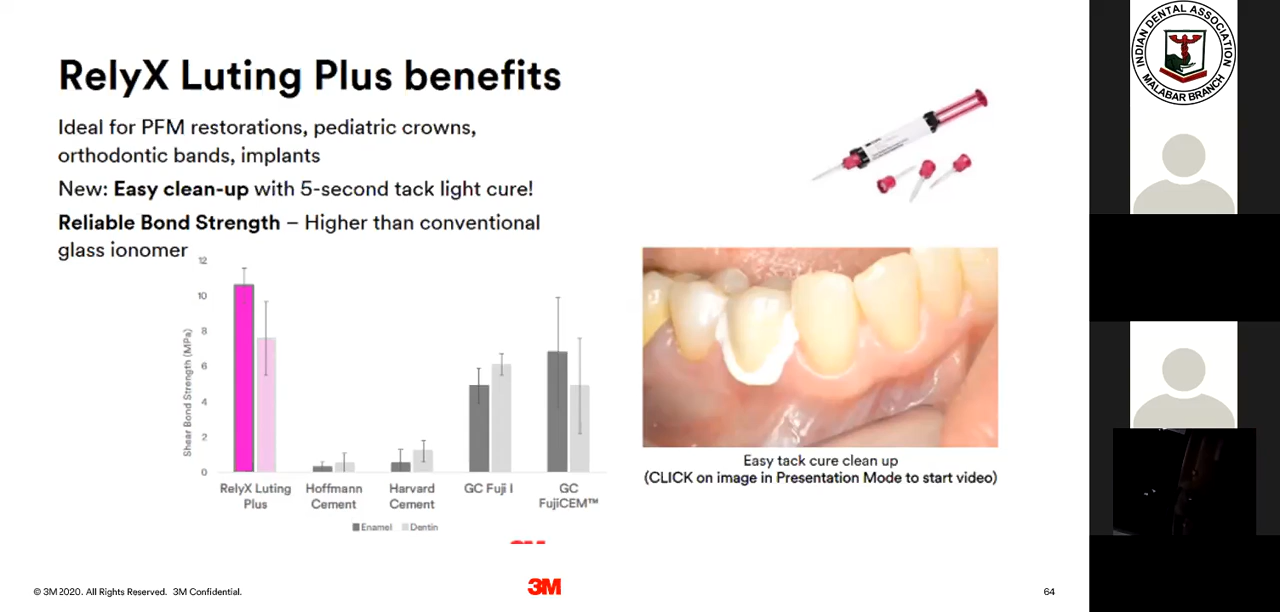 RelyX Luting Plus benefits
Ideal for PFM restorations, pediatric crowns,
orthodontic bands, implants
New: Easy clean-up with 5-second tack light cure!
Reliable Bond Strength – Higher than conventional
glass ionomer
12
10
8
6
4
2
0
Shear Bond Strength (MPa)
RelyX Luting
Plus
Hoffmann
Cement
Harvard
Cement
GC Fuji I
GC
FujiCEM™
Enamel
Dentin
Easy tack cure clean up
(CLICK on image in Presentation Mode to start video)
© 3M 2020. All Rights Reserved. 3M Confidential.
3M
64
INDIAN DENTAL ASSOCIATION
MALABAR BRANCH